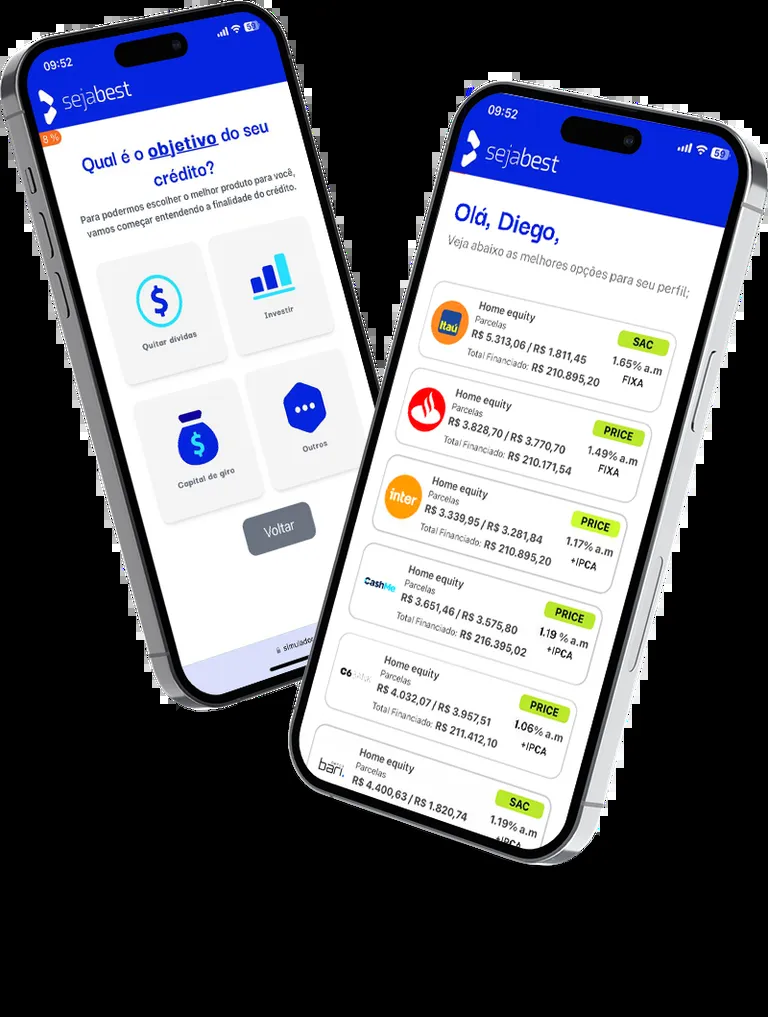 09:52
59
sejabest
8 %
Qual é o objetivo do seu
crédito?
Para podermos escolher o melhor produto para você,
vamos começar entendendo a finalidade do crédito.
Quitar dívidas
Investir
Capital de giro
Outros
Voltar
simulador
09:52
59
sejabest
Olá, Diego,
Veja abaixo as melhores opções para seu perfil;
Itaú
Home equity
Parcelas
R$ 5.313,06 / R$ 1.811,45
Total Financiado: R$ 210.895,20
SAC
1.65% a.m
FIXA
Home equity
Parcelas
R$ 3.828,70 / R$ 3.770,70
Total Financiado: R$ 210.171,54
PRICE
1.49% a.m
FIXA
inter
Home equity
Parcelas
R$ 3.339,95 / R$ 3.281,84
Total Financiado: R$ 210.895,20
PRICE
1.17% a.m
+IPCA
CashMe
Home equity
Parcelas
R$ 3.651,46 / R$ 3.575,80
Total Financiado: R$ 216.395,02
PRICE
1.19 % a.m
+IPCA
C6 BANK
Home equity
Parcelas
R$ 4.032,07 / R$ 3.957,51
Total Financiado: R$ 211.412,10
PRICE
1.06% a.m
+IPCA
bari.
Home equity
Parcelas
R$ 4.400,63 / R$ 1.820,74
SAC
1.19% a.m
+IPCA